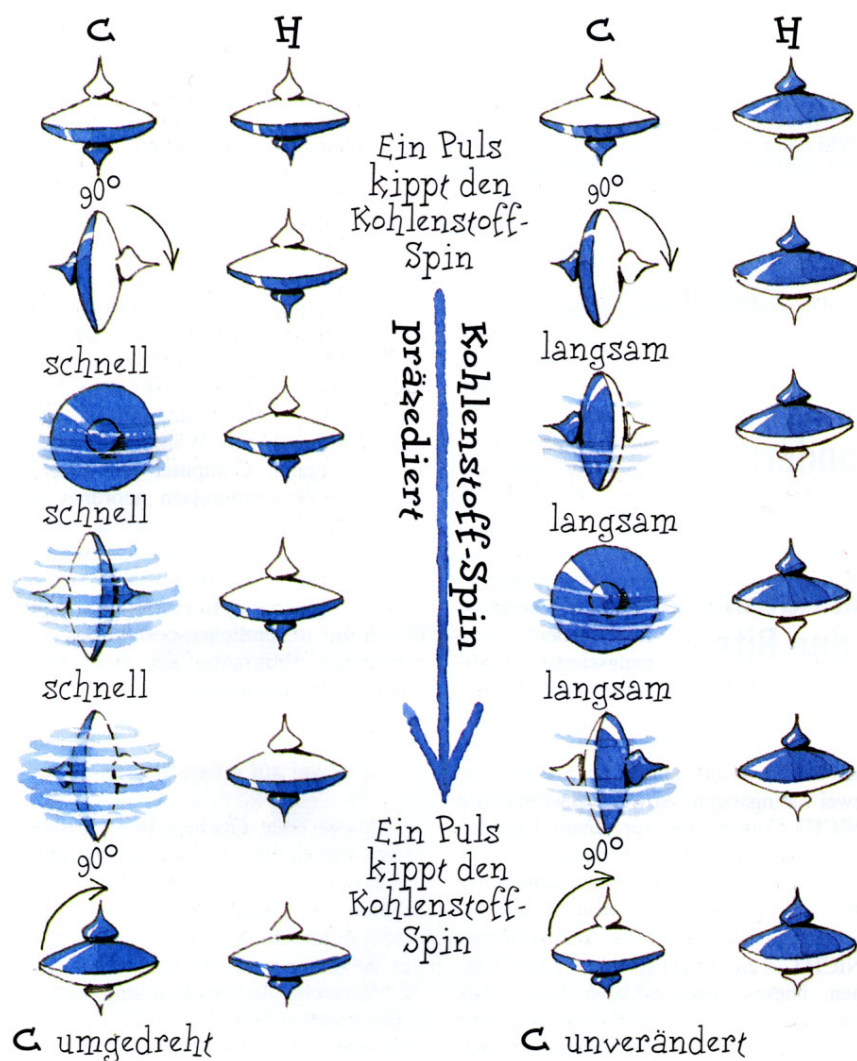 C
H
C
H
Ein Puls
kippt den
Kohlenstoff-
Spin
90°
90°
schnell
langsam
Kohlenstoff-Spin
präzediert
schnell
langsam
schnell
langsam
Ein Puls
kippt den
Kohlenstoff-
Spin
90°
90°
C umgedreht
C unverändert